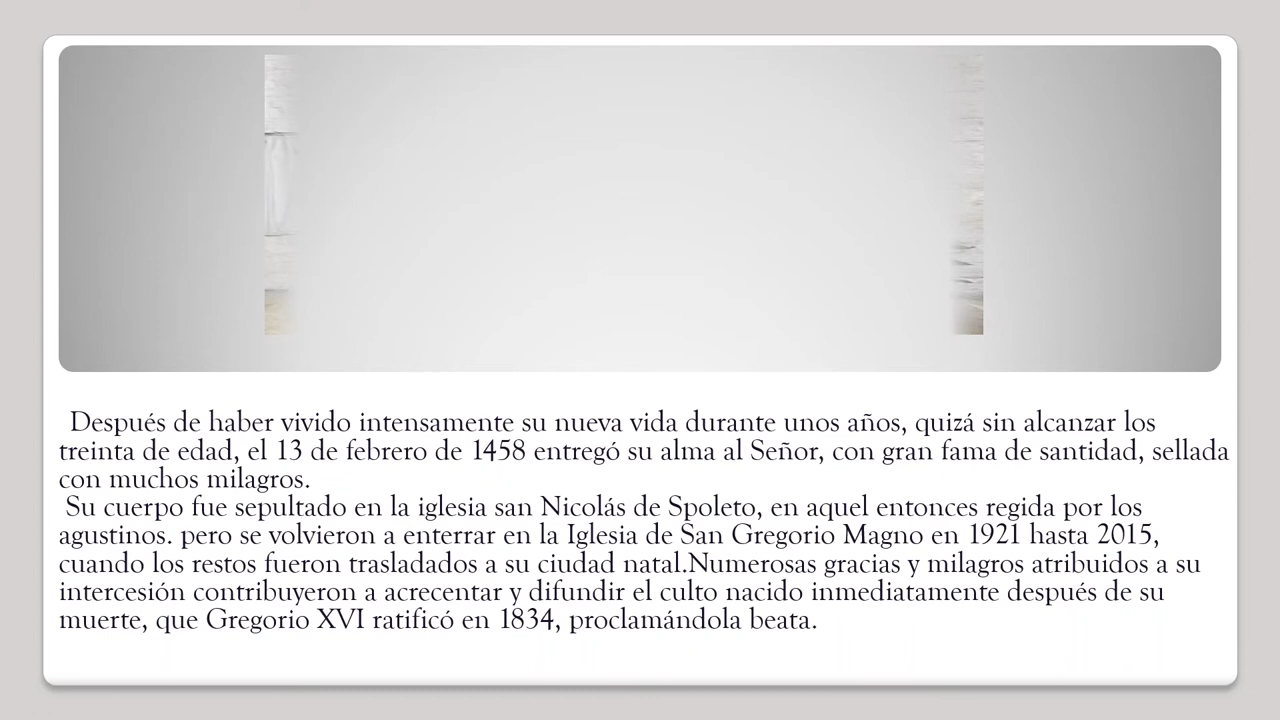 Después de haber vivido intensamente su nueva vida durante unos años, quizá sin alcanzar los
treinta de edad, el 13 de febrero de 1458 entregó su alma al Señor, con gran fama de santidad, sellada
con muchos milagros.
Su cuerpo fue sepultado en la iglesia san Nicolás de Spoleto, en aquel entonces regida por los
agustinos. pero se volvieron a enterrar en la Iglesia de San Gregorio Magno en 1921 hasta 2015,
cuando los restos fueron trasladados a su ciudad natal.Numerosas gracias y milagros atribuidos a su
intercesión contribuyeron a acrecentar y difundir el culto nacido inmediatamente después de su
muerte, que Gregorio XVI ratificó en 1834, proclamándola beata.